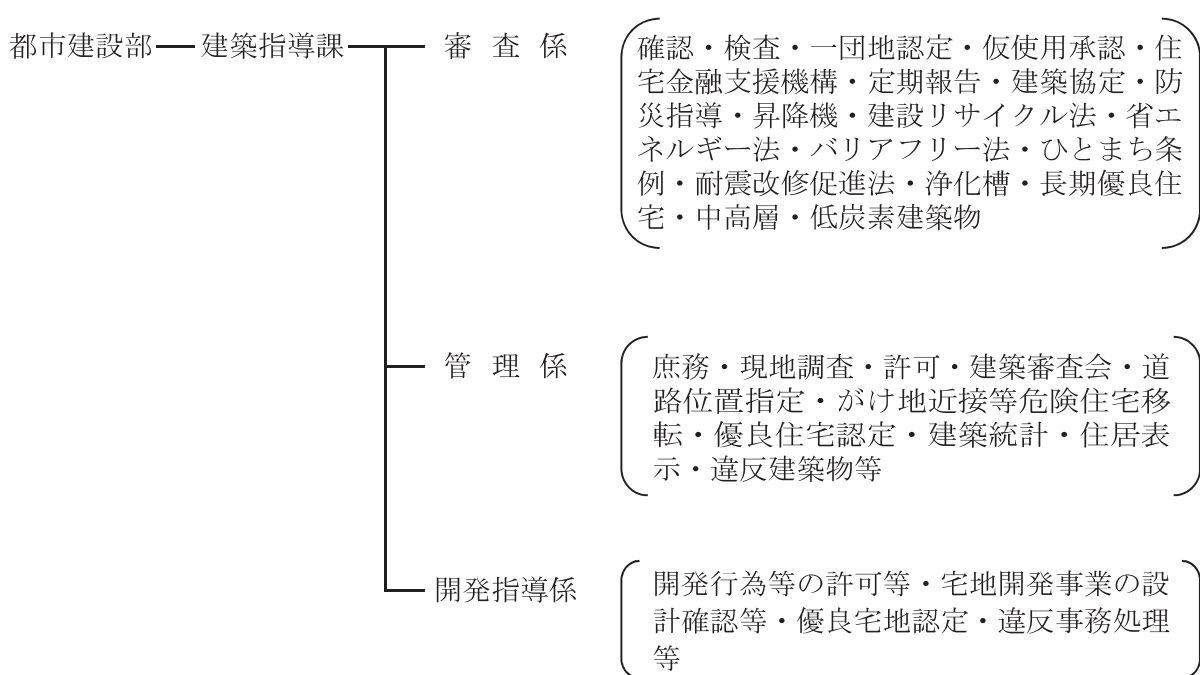 都市建設部
建築指導課
審査係
確認・検査・一団地認定・仮使用承認・住
宅金融支援機構・定期報告・建築協定・防
災指導・昇降機・建設リサイクル法・省エ
ネルギー法・バリアフリー法・ひとまち条
例・耐震改修促進法・浄化槽・長期優良住
宅・中高層・低炭素建築物
管理係
庶務・現地調査・許可・建築審査会・道
路位置指定・がけ地近接等危険住宅移
転・優良住宅認定・建築統計・住居表
示・違反建築物等
開発指導係
開発行為等の許可等・宅地開発事業の設
計確認等・優良宅地認定・違反事務処理
等